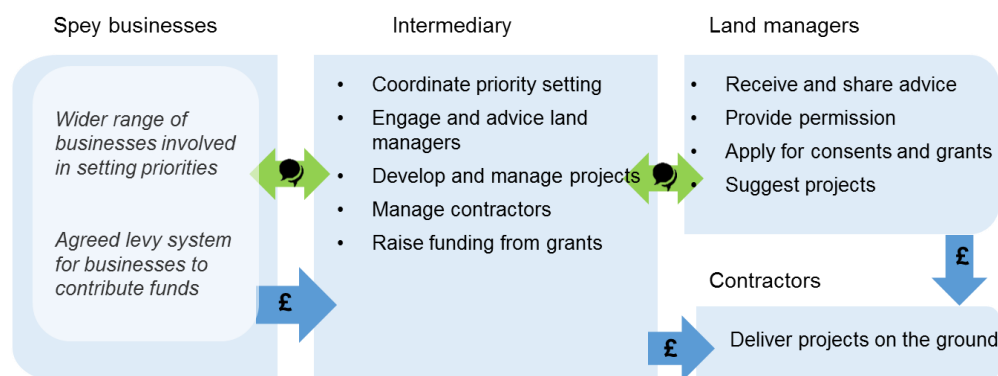 Spey businesses
Wider range of
businesses involved
in setting priorities
Agreed levy system
for businesses to
contribute funds
£
Intermediary
• Coordinate priority setting
• Engage and advice land
managers
• Develop and manage projects
• Manage contractors
• Raise funding from grants
£
Land managers
• Receive and share advice
• Provide permission
• Apply for consents and grants
• Suggest projects
£
Contractors
Deliver projects on the ground